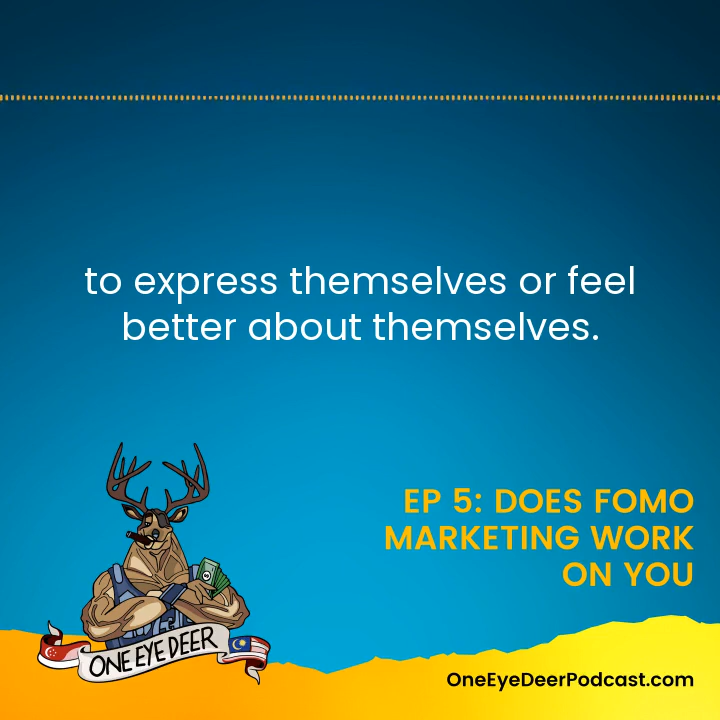 to express themselves or feel
better about themselves.
EP 5: DOES FOMO
MARKETING WORK
ON YOU
ONE EYE DEER
OneEyeDeerPodcast.com